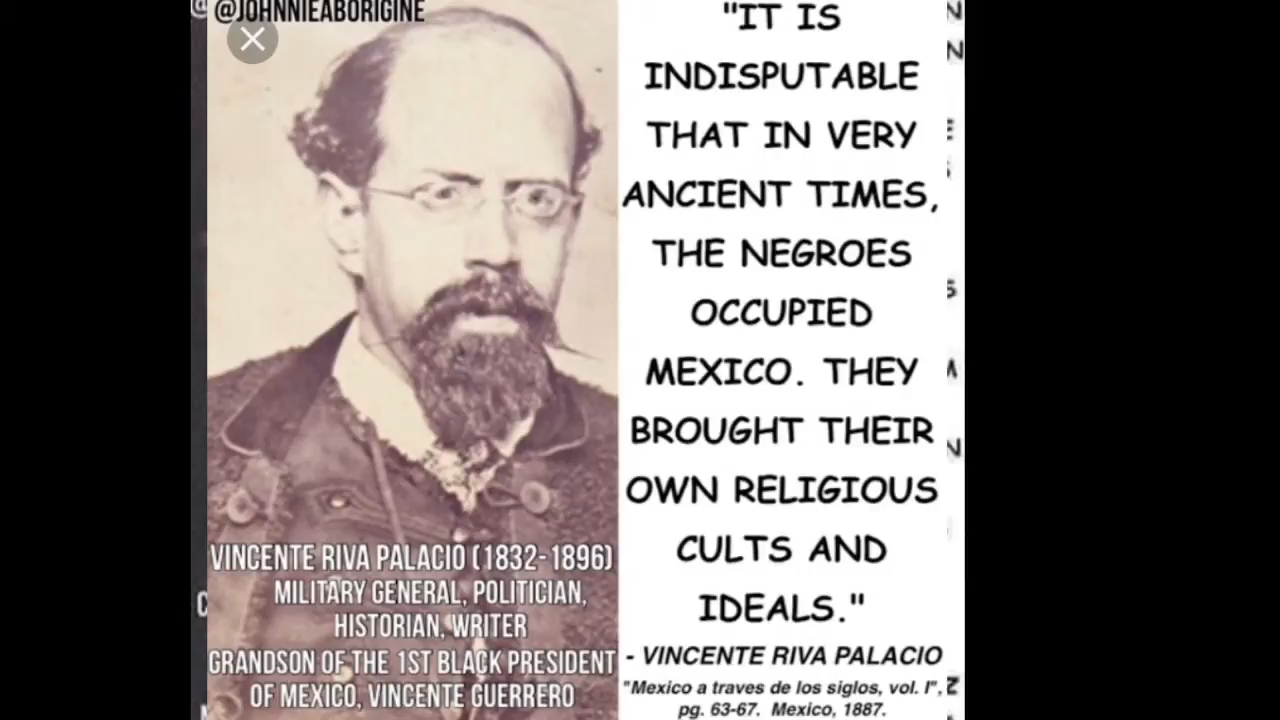 @JOHNNIEABORIGINE
VINCENTE RIVA PALACIO (1832-1896)
MILITARY GENERAL, POLITICIAN,
HISTORIAN, WRITER
GRANDSON OF THE 1ST BLACK PRESIDENT
OF MEXICO, VINCENTE GUERRERO
"IT IS
INDISPUTABLE
THAT IN VERY
ANCIENT TIMES,
THE NEGROES
OCCUPIED
MEXICO. THEY
BROUGHT THEIR
OWN RELIGIOUS
CULTS AND
IDEALS."
- VINCENTE RIVA PALACIO
"Mexico a traves de los siglos, vol. I",
pg. 63-67. Mexico, 1887.